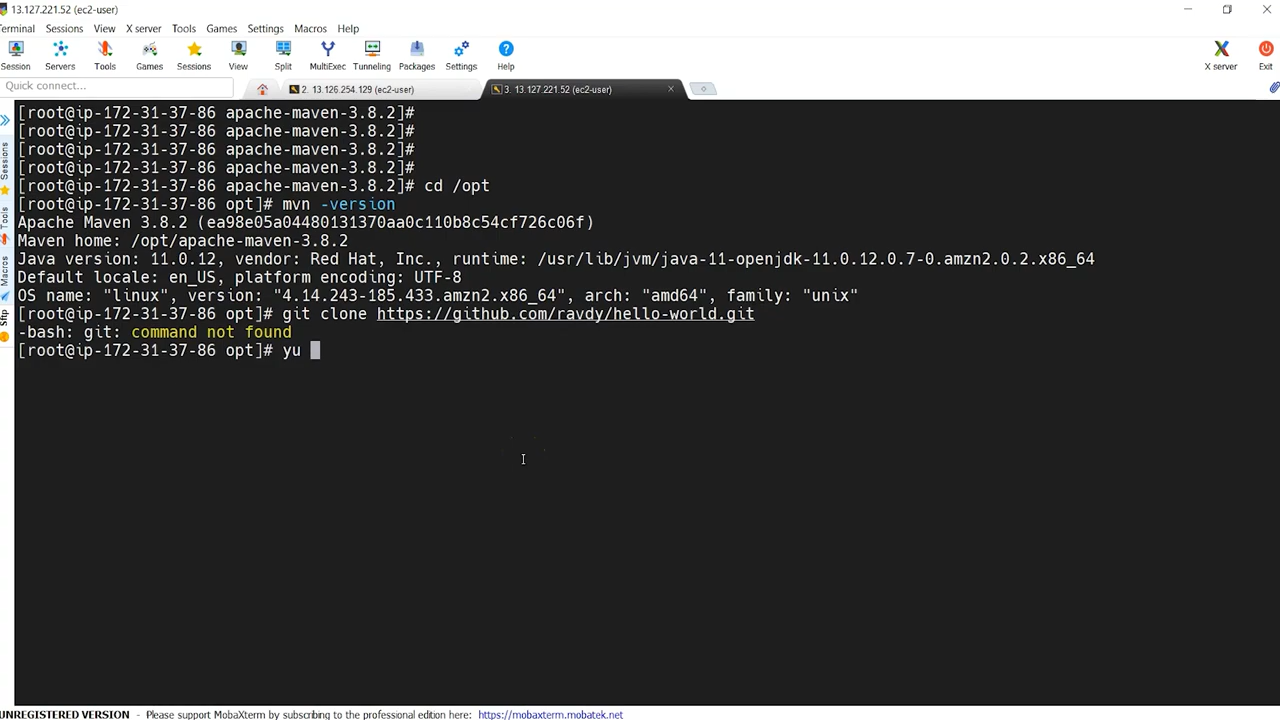 13.127.221.52 (ec2-user)
Terminal Sessions View X server Tools Games Settings Macros Help
Session Servers Tools Games Sessions View Split MultiExec Tunneling Packages Settings Help X server Exit
Quick connect...
2. 13.126.254.129 (ec2-user)
3. 13.127.221.52 (ec2-user)
Sessions
Tools
Macros
Sftp
[root@ip-172-31-37-86 apache-maven-3.8.2]#
[root@ip-172-31-37-86 apache-maven-3.8.2]#
[root@ip-172-31-37-86 apache-maven-3.8.2]#
[root@ip-172-31-37-86 apache-maven-3.8.2]#
[root@ip-172-31-37-86 apache-maven-3.8.2]# cd /opt
[root@ip-172-31-37-86 opt]# mvn -version
Apache Maven 3.8.2 (ea98e05a04480131370aa0c110b8c54cf726c06f)
Maven home: /opt/apache-maven-3.8.2
Java version: 11.0.12, vendor: Red Hat, Inc., runtime: /usr/lib/jvm/java-11-openjdk-11.0.12.0.7-0.amzn2.0.2.x86_64
Default locale: en_US, platform encoding: UTF-8
OS name: "linux", version: "4.14.243-185.433.amzn2.x86_64", arch: "amd64", family: "unix"
[root@ip-172-31-37-86 opt]# git clone https://github.com/ravdy/hello-world.git
-bash: git: command not found
[root@ip-172-31-37-86 opt]# yu
UNREGISTERED VERSION - Please support MobaXterm by subscribing to the professional edition here: https://mobaxterm.mobatek.net